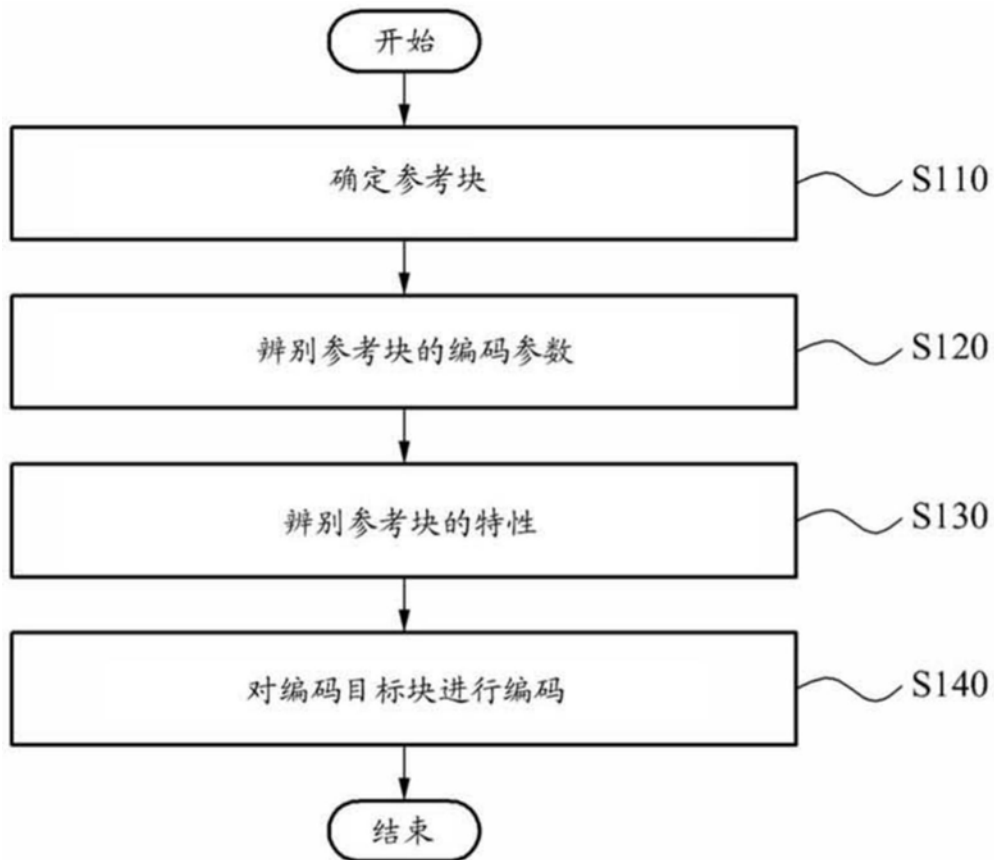 开始
确定参考块
S110
辨别参考块的编码参数
S120
辨别参考块的特性
S130
对编码目标块进行编码
S140
结束